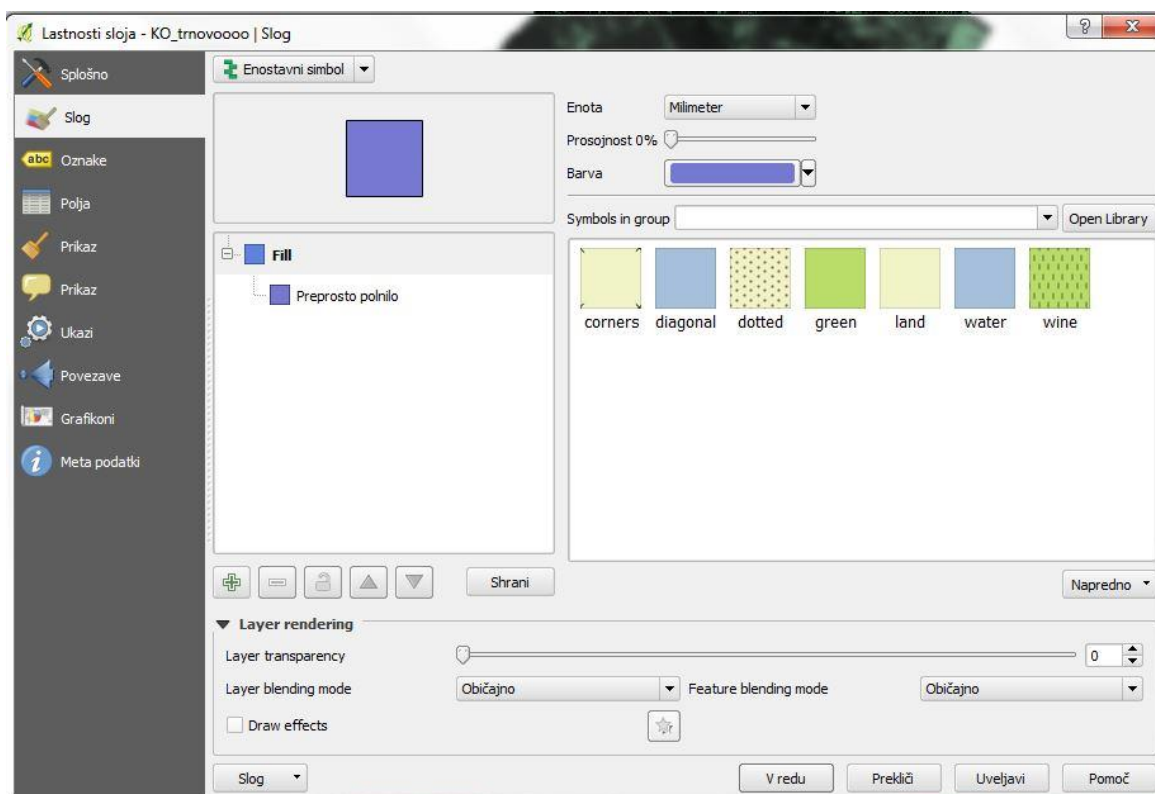 Lastnosti sloja - KO_trnovoooo | Slog
?
Splošno
Slog
abc Oznake
Polja
Prikaz
Prikaz
Ukazi
Povezave
Grafikoni
i Meta podatki
Enostavni simbol
Fill
Preprosto polnilo
Shrani
Enota Milimeter
Prosojnost 0%
Barva
Symbols in group Open Library
corners diagonal dotted green land water wine
Napredno
Layer rendering
Layer transparency 0
Layer blending mode Običajno Feature blending mode Običajno
Draw effects
Slog V redu Prekliči Uveljavi Pomoč